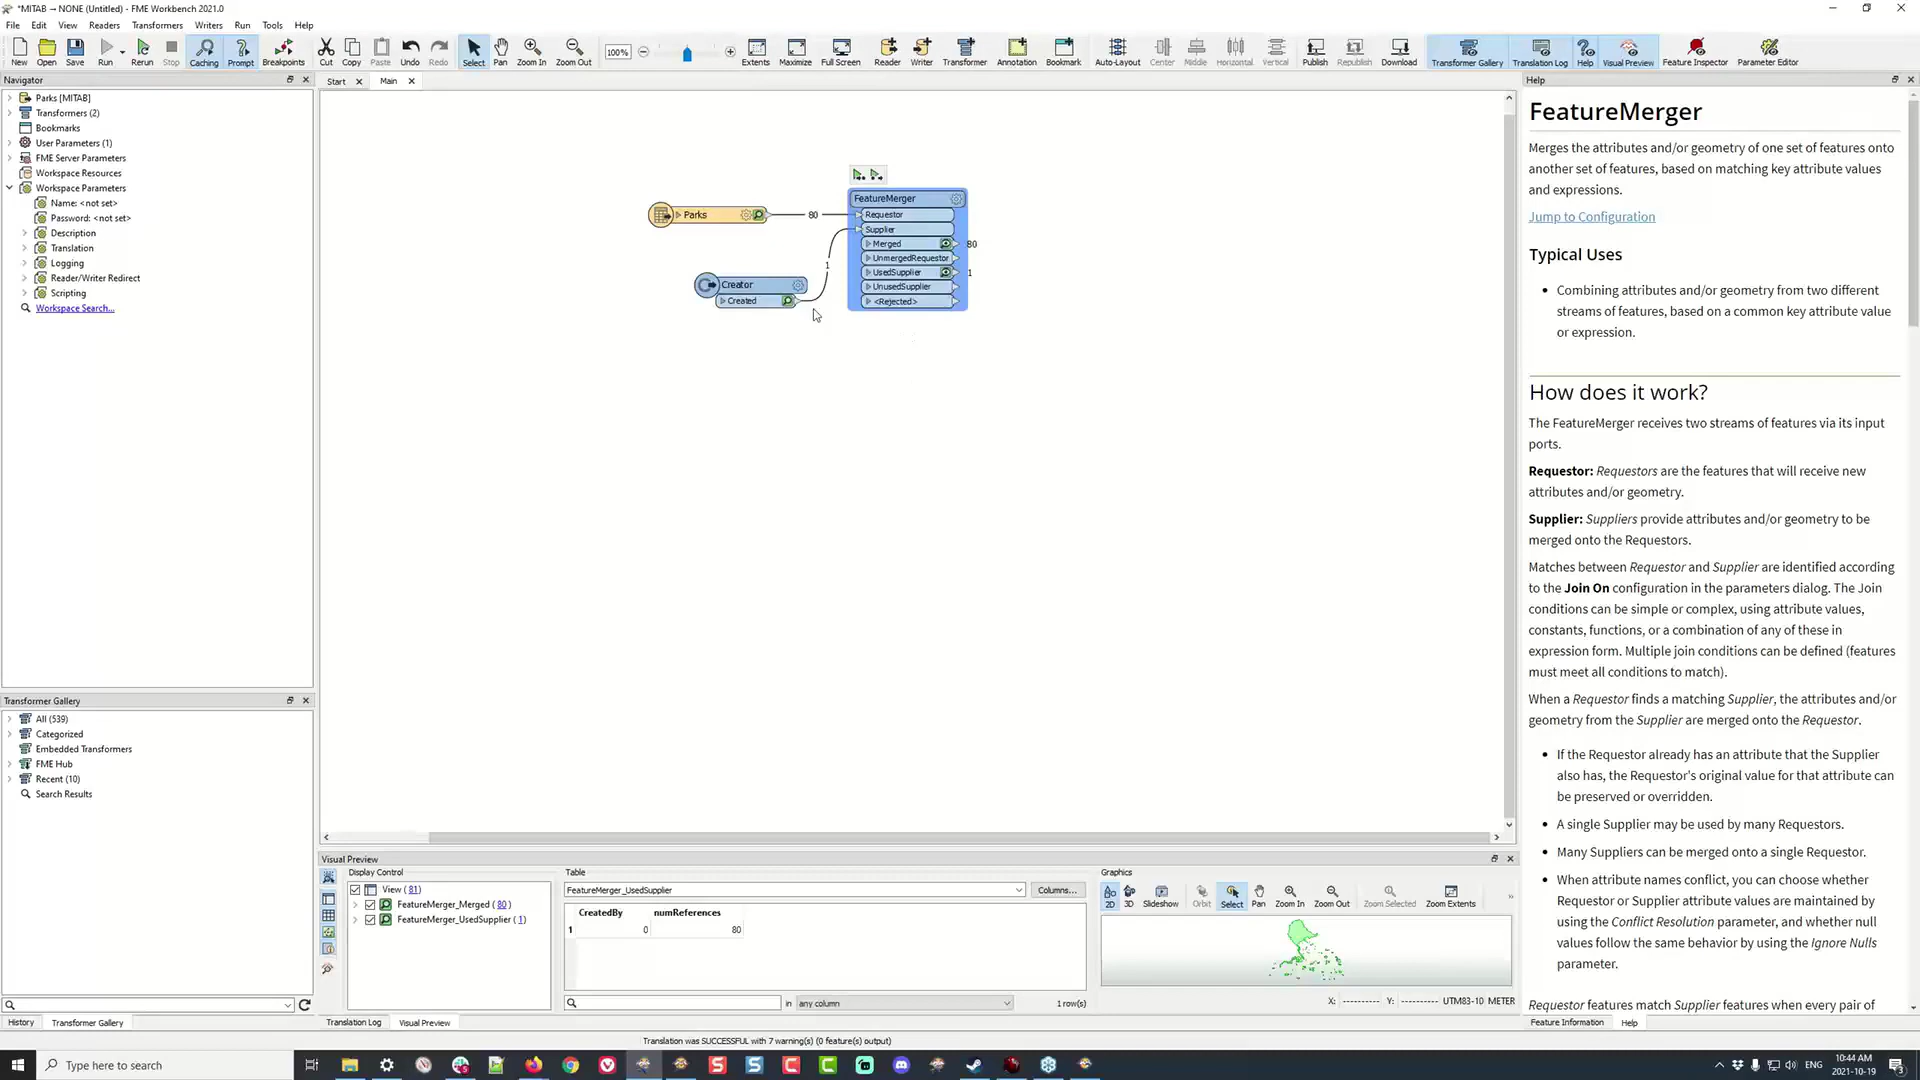 *MITAB → NONE (Untitled) - FME Workbench 2021.0
File Edit View Readers Transformers Writers Run Tools Help
New Open Save Run Rerun Stop Caching Prompt Breakpoints Cut Copy Paste Undo Redo Select Pan Zoom In Zoom Out 100% Extents Maximize Full Screen Reader Writer Transformer Annotation Bookmark Auto-Layout Center Middle Horizontal Vertical Publish Republish Download Transformer Gallery Translation Log Help Visual Preview Feature Inspector Parameter Editor
Navigator
Parks [MITAB]
Transformers (2)
Bookmarks
User Parameters (1)
FME Server Parameters
Workspace Resources
Workspace Parameters
Name: <not set>
Password: <not set>
Description
Translation
Logging
Reader/Writer Redirect
Scripting
Workspace Search...
Transformer Gallery
All (539)
Categorized
Embedded Transformers
FME Hub
Recent (10)
Search Results
History Transformer Gallery
Start Main
Parks
80
Creator
Created
1
FeatureMerger
Requestor
Supplier
Merged
80
UnmergedRequestor
UsedSupplier
1
UnusedSupplier
<Rejected>
Visual Preview
Display Control
View (81)
FeatureMerger_Merged (80)
FeatureMerger_UsedSupplier (1)
Table
FeatureMerger_UsedSupplier
Columns...
CreatedBy numReferences
1 0 80
in any column 1 row(s)
Graphics
2D 3D Slideshow Orbit Select Pan Zoom In Zoom Out Zoom Selected Zoom Extents
X: ---------- Y: ---------- UTM83-10 METER
Translation Log Visual Preview
Help
FeatureMerger
Merges the attributes and/or geometry of one set of features onto
another set of features, based on matching key attribute values
and expressions.
Jump to Configuration
Typical Uses
• Combining attributes and/or geometry from two different
streams of features, based on a common key attribute value
or expression.
How does it work?
The FeatureMerger receives two streams of features via its input
ports.
Requestor: Requestors are the features that will receive new
attributes and/or geometry.
Supplier: Suppliers provide attributes and/or geometry to be
merged onto the Requestors.
Matches between Requestor and Supplier are identified according
to the Join On configuration in the parameters dialog. The Join
conditions can be simple or complex, using attribute values,
constants, functions, or a combination of any of these in
expression form. Multiple join conditions can be defined (features
must meet all conditions to match).
When a Requestor finds a matching Supplier, the attributes and/or
geometry from the Supplier are merged onto the Requestor.
• If the Requestor already has an attribute that the Supplier
also has, the Requestor's original value for that attribute can
be preserved or overridden.
• A single Supplier may be used by many Requestors.
• Many Suppliers can be merged onto a single Requestor.
• When attribute names conflict, you can choose whether
Requestor or Supplier attribute values are maintained by
using the Conflict Resolution parameter, and whether null
values follow the same behavior by using the Ignore Nulls
parameter.
Requestor features match Supplier features when every pair of
Feature Information Help
Translation was SUCCESSFUL with 7 warning(s) (0 feature(s) output)
Type here to search
ENG
10:44 AM
2021-10-19